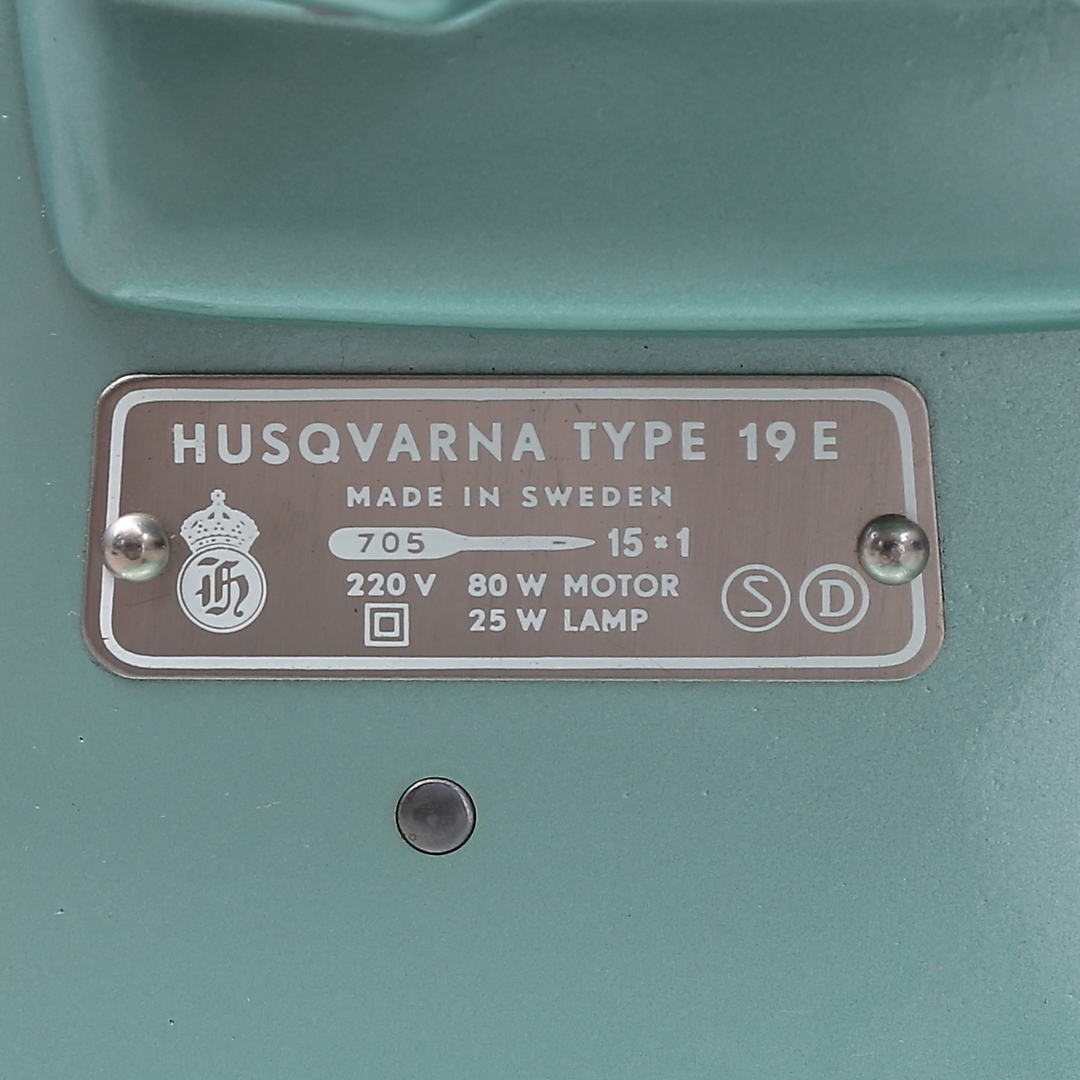 HUSQVARNA TYPE 19 E
MADE IN SWEDEN
705 15×1
220 V 80 W MOTOR
25 W LAMP
H
S D